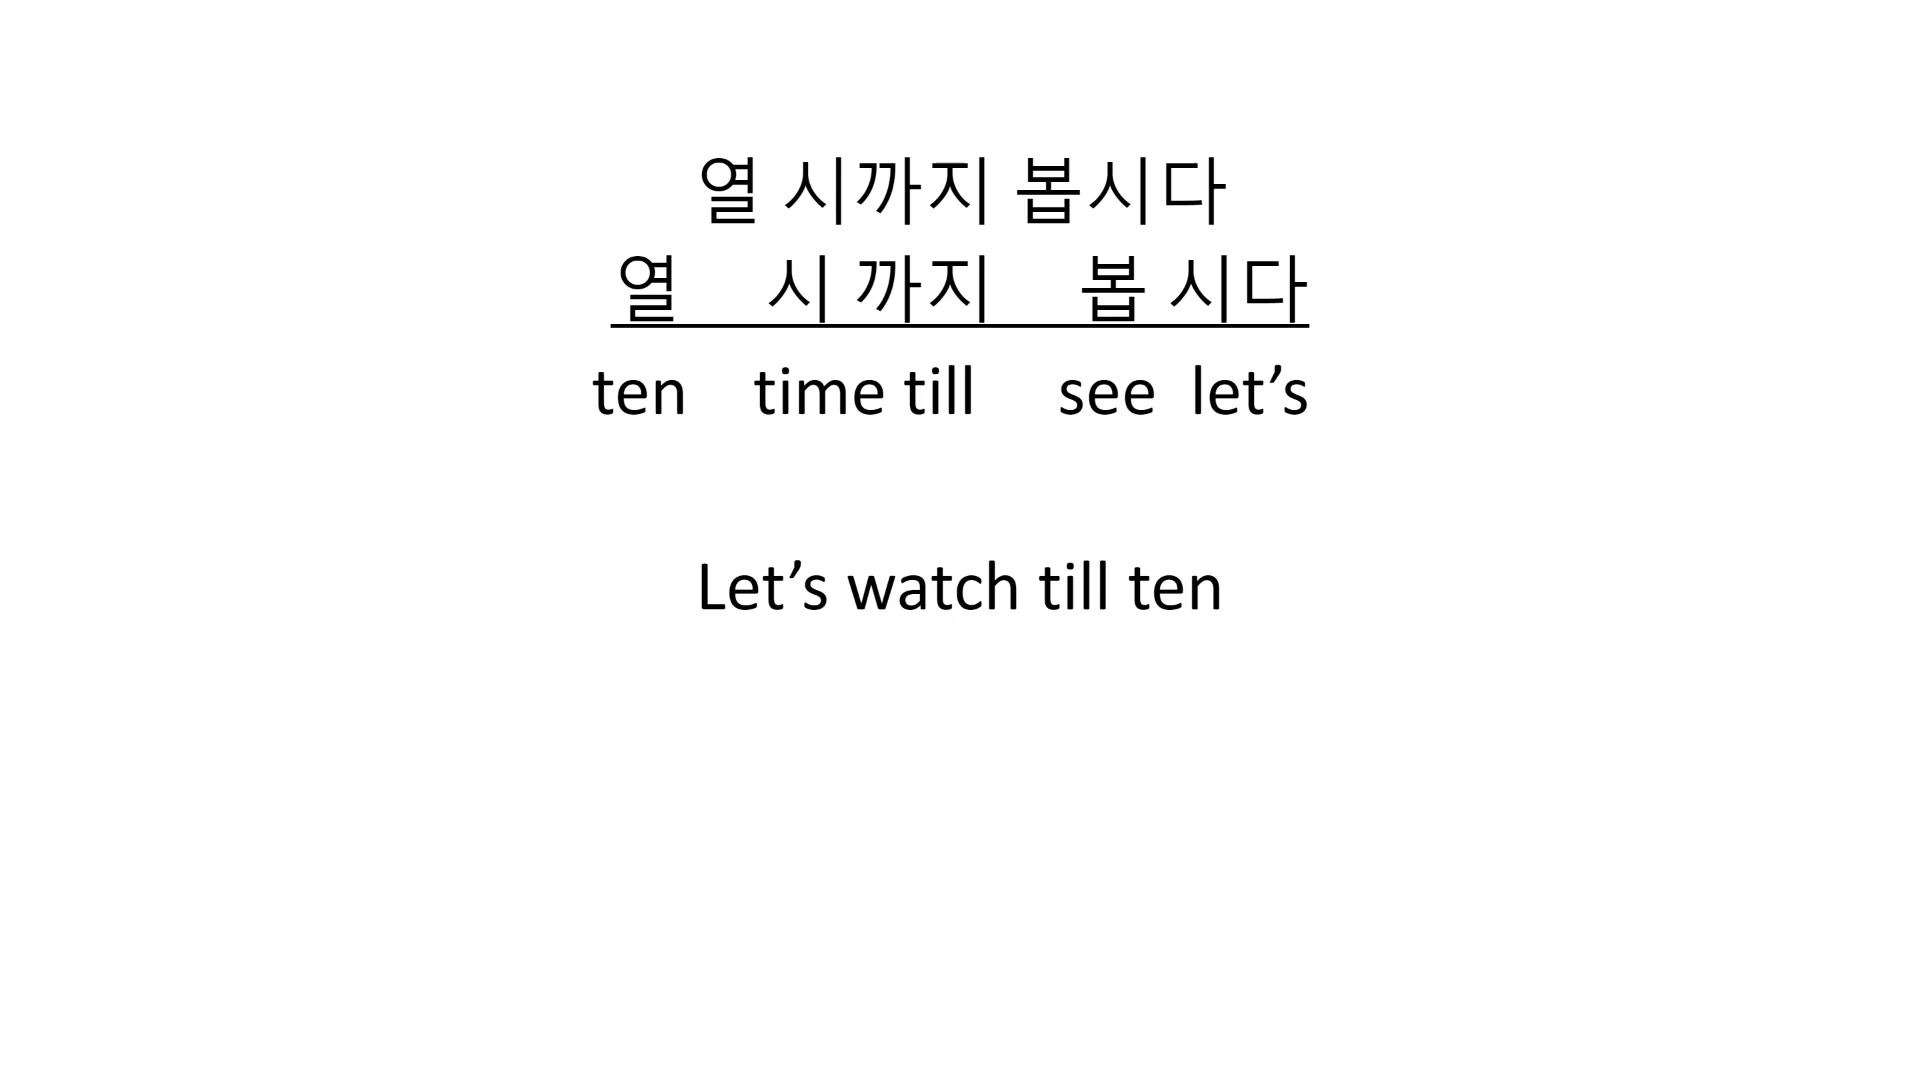 열 시까지 봅시다
열 시 까지 봅 시다
ten time till see let’s
Let’s watch till ten